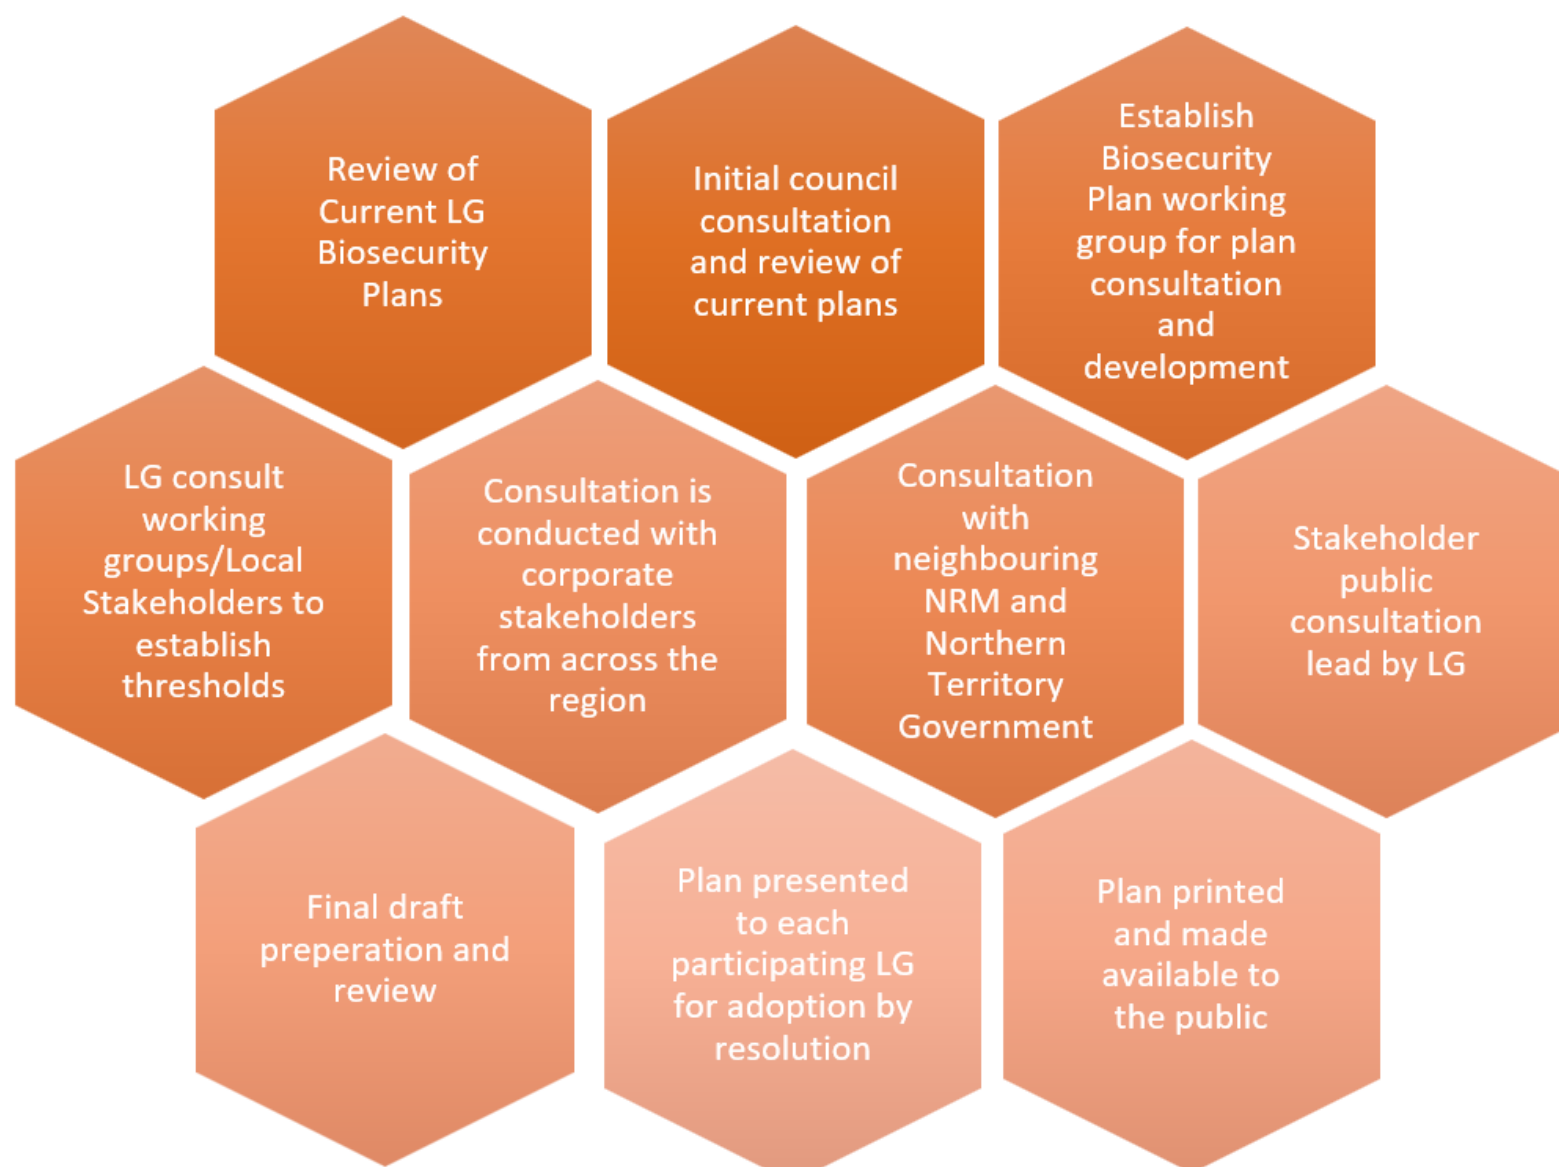 Review of
Current LG
Biosecurity
Plans
Initial council
consultation
and review of
current plans
Establish
Biosecurity
Plan working
group for plan
consultation
and
development
LG consult
working
groups/Local
Stakeholders to
establish
thresholds
Consultation is
conducted with
corporate
stakeholders
from across the
region
Consultation
with
neighbouring
NRM and
Northern
Territory
Government
Stakeholder
public
consultation
lead by LG
Final draft
preperation and
review
Plan presented
to each
participating LG
for adoption by
resolution
Plan printed
and made
available to
the public